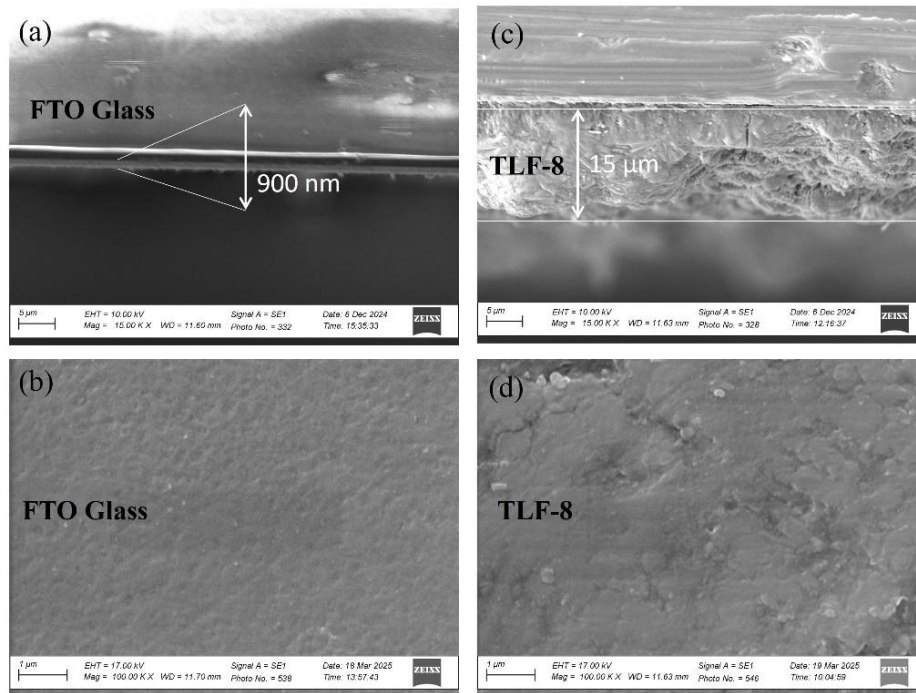 (a)
FTO Glass
900 nm
5 µm
EHT = 10.00 kV
Signal A = SE1
Date: 6 Dec 2024
Mag = 15.00 K X
WD = 11.60 mm
Photo No. = 332
Time: 15:35:33
ZEISS
(c)
TLF-8
15 µm
5 µm
EHT = 10.00 kV
Signal A = SE1
Date: 6 Dec 2024
Mag = 15.00 K X
WD = 11.63 mm
Photo No. = 328
Time: 12:16:37
ZEISS
(b)
FTO Glass
1 µm
EHT = 17.00 kV
Signal A = SE1
Date: 18 Mar 2025
Mag = 100.00 K X
WD = 11.70 mm
Photo No. = 538
Time: 13:57:43
ZEISS
(d)
TLF-8
1 µm
EHT = 17.00 kV
Signal A = SE1
Date: 19 Mar 2025
Mag = 100.00 K X
WD = 11.63 mm
Photo No. = 546
Time: 10:04:59
ZEISS